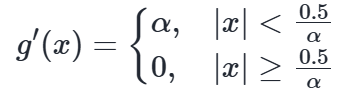 g′(x) = { α, |x| < 0.5/α
0, |x| ≥ 0.5/α